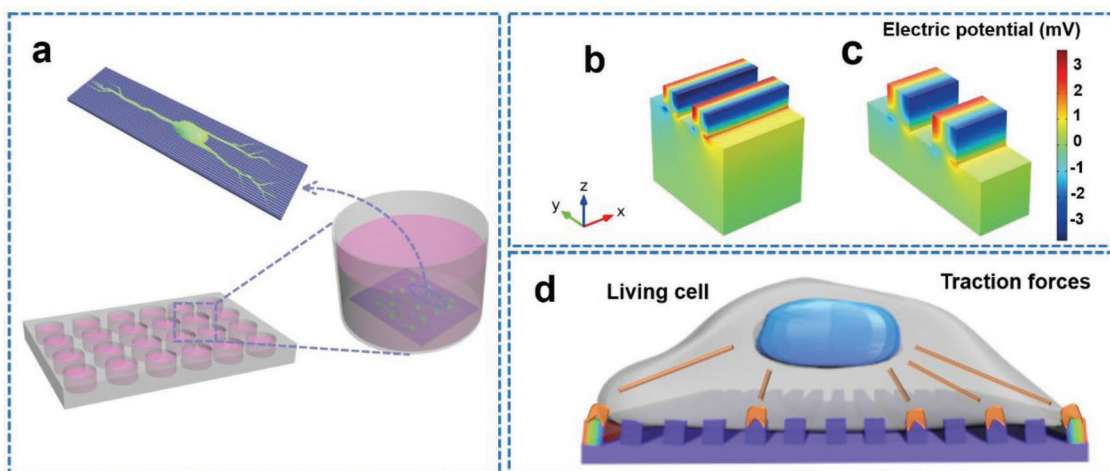 a
b
c
Electric potential (mV)
3
2
1
0
-1
-2
-3
z
y
x
d
Living cell
Traction forces